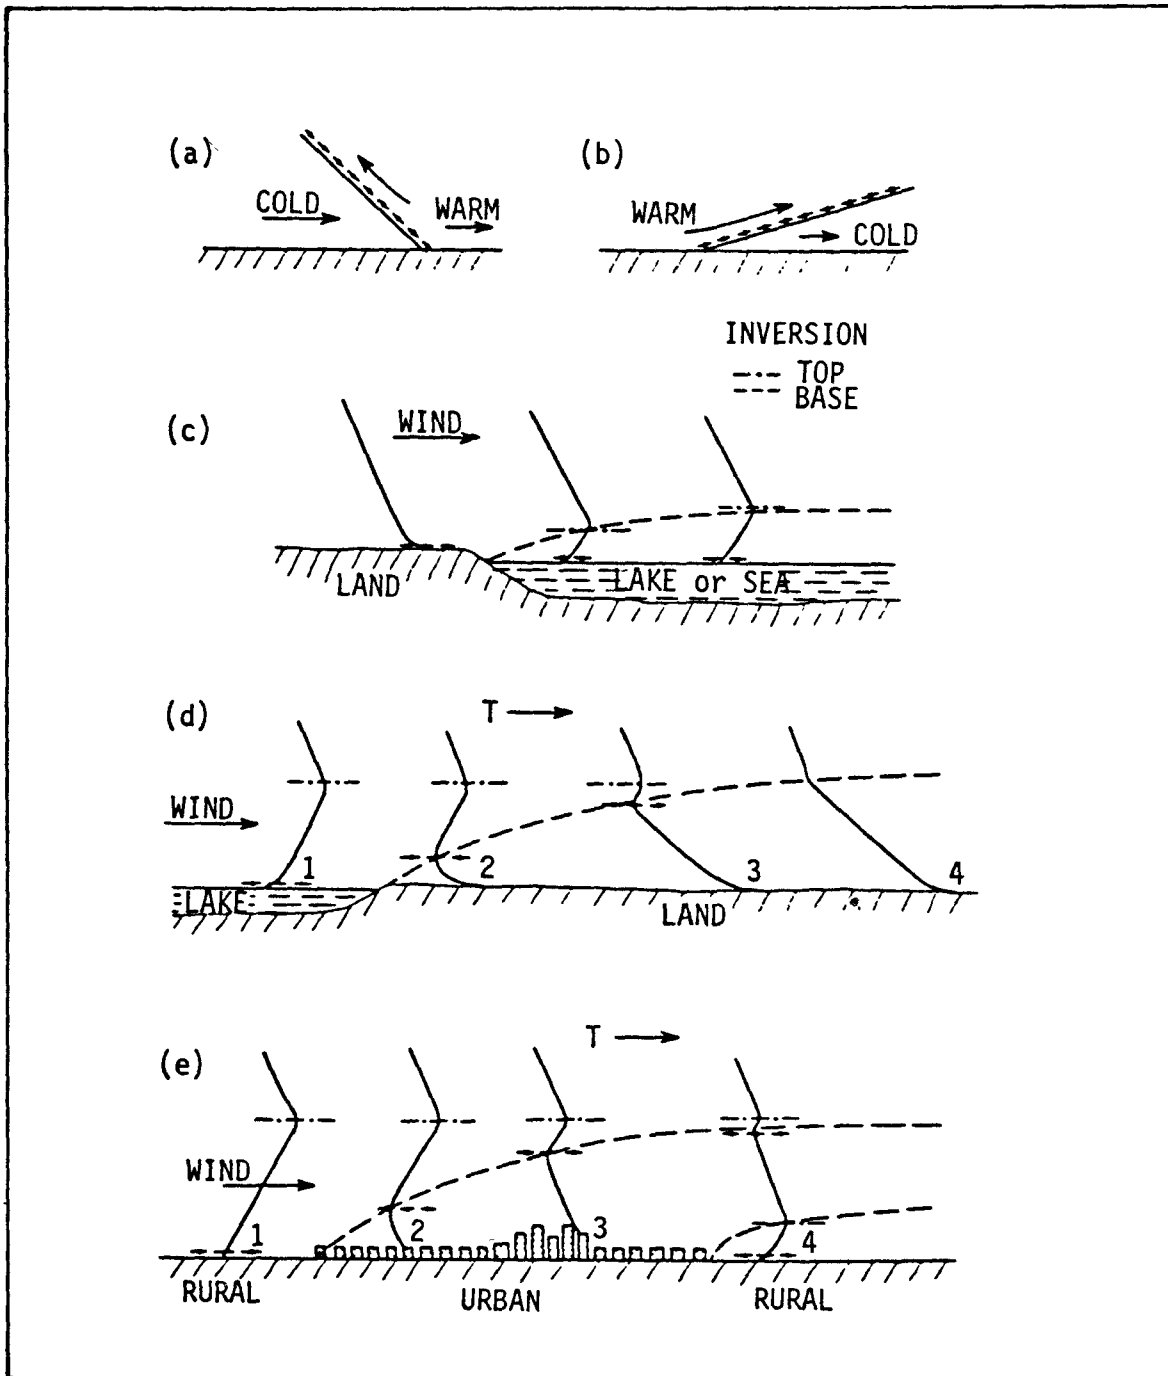 (a)
(b)
COLD
WARM
WARM
COLD
INVERSION
TOP
BASE
(c)
WIND
LAND
LAKE or SEA
(d)
T
WIND
1
2
3
4
LAKE
LAND
T
(e)
WIND
1
2
3
4
RURAL
URBAN
RURAL